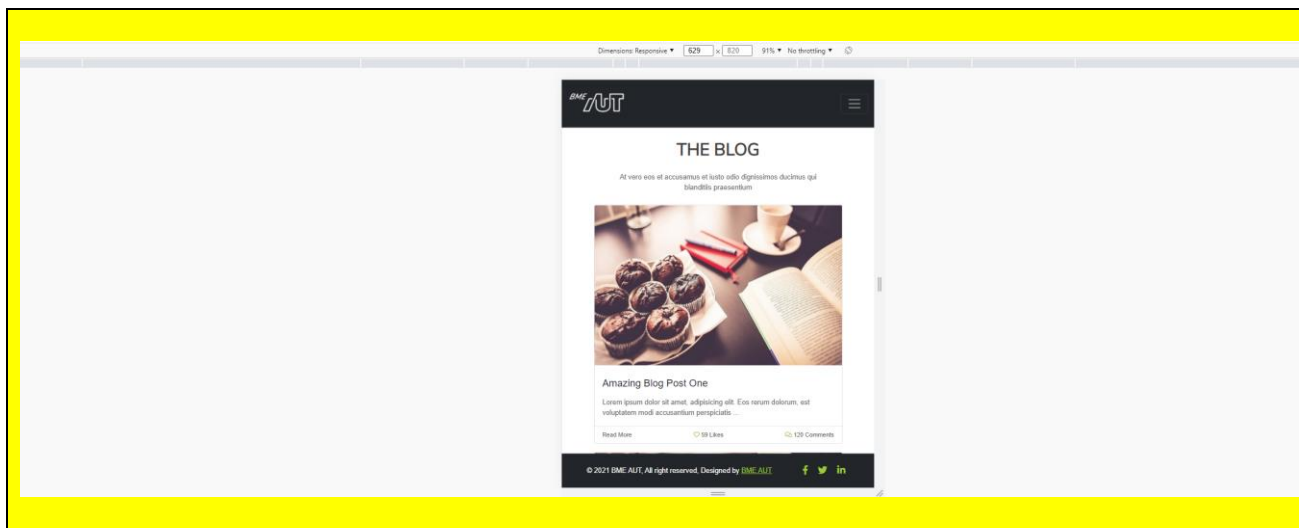 Dimensions: Responsive ▼ 629 x 820 91% ▼ No throttling ▼
BME AUT
THE BLOG
At vero eos et accusamus et iusto odio dignissimos ducimus qui
blanditiis praesentium
Amazing Blog Post One
Lorem ipsum dolor sit amet, adipisicing elit. Eos rerum dolorum, est
voluptatem modi accusantium perspiciatis ...
Read More 59 Likes 120 Comments
© 2021 BME AUT, All right reserved, Designed by BME AUT